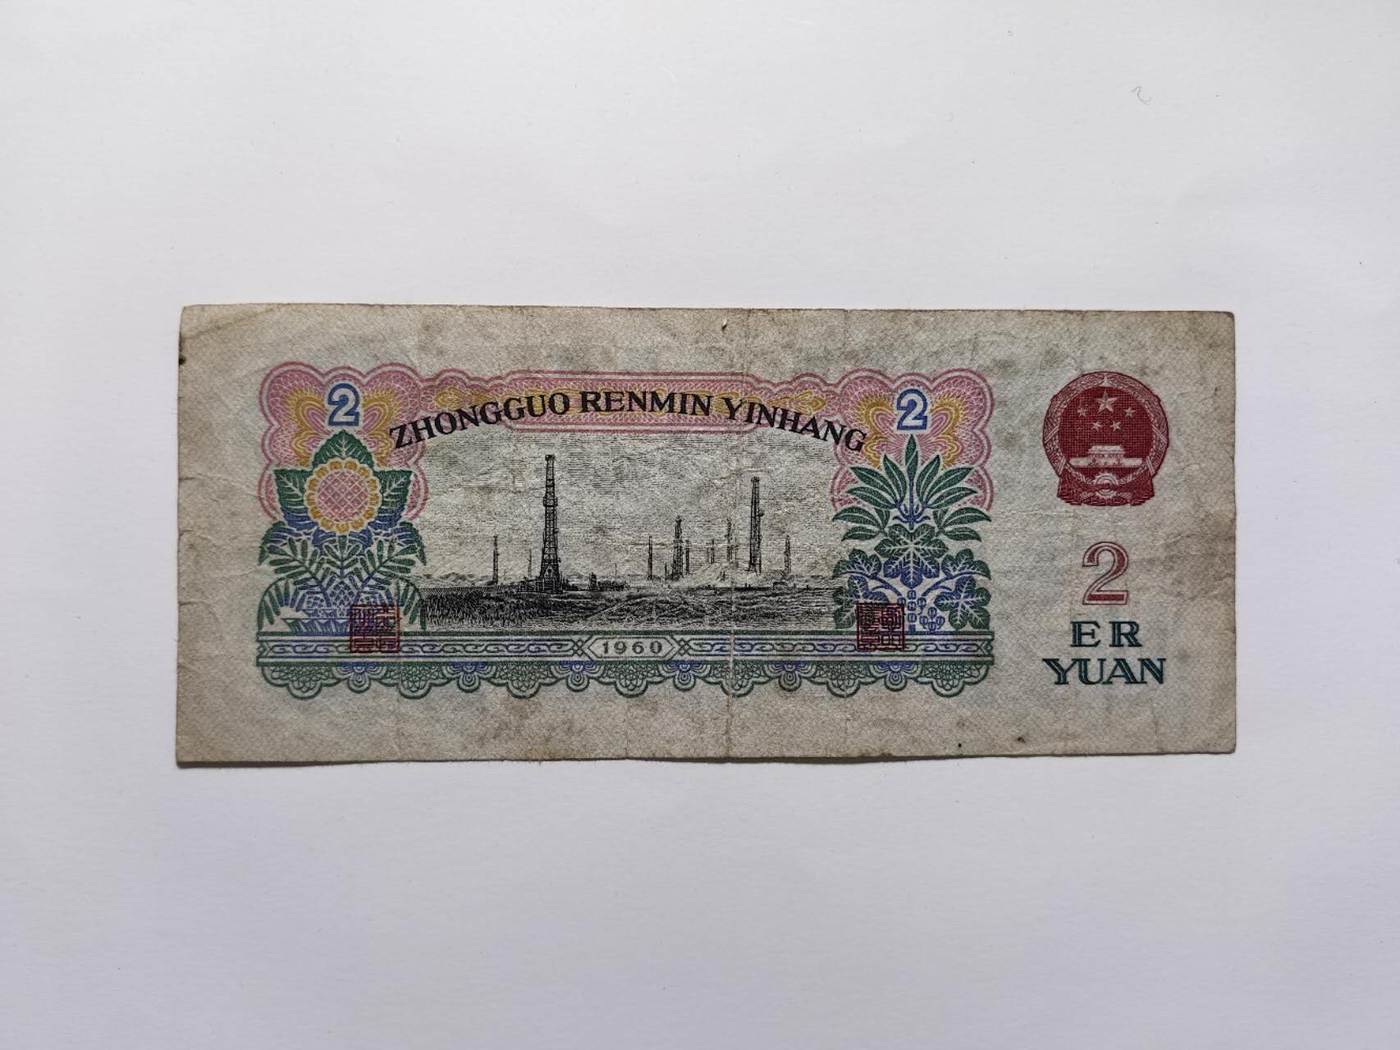 2
2
ZHONGGUO RENMIN YINHANG
1960
2
ER
YUAN